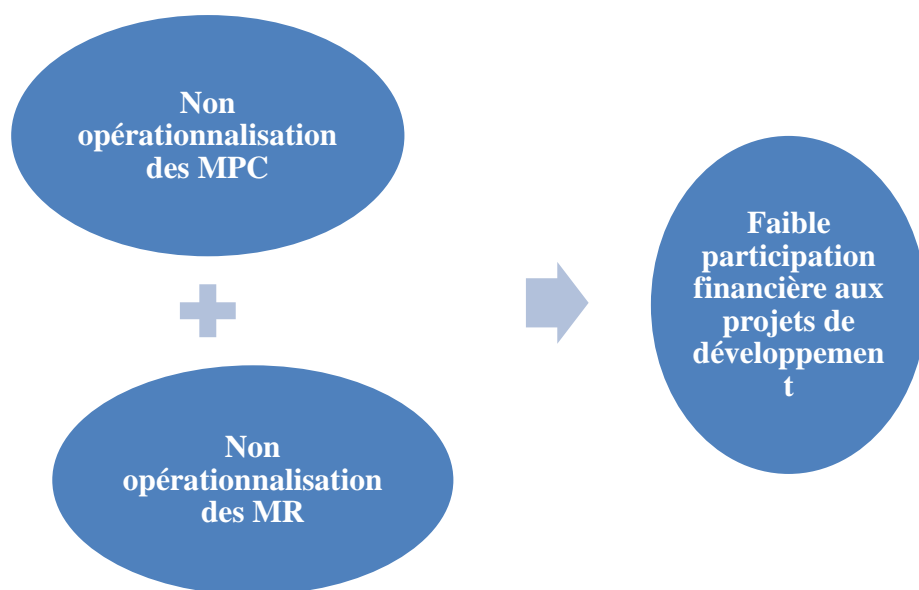 Non
opérationnalisation
des MPC
Non
opérationnalisation
des MR
Faible
participation
financière aux
projets de
développemen
t